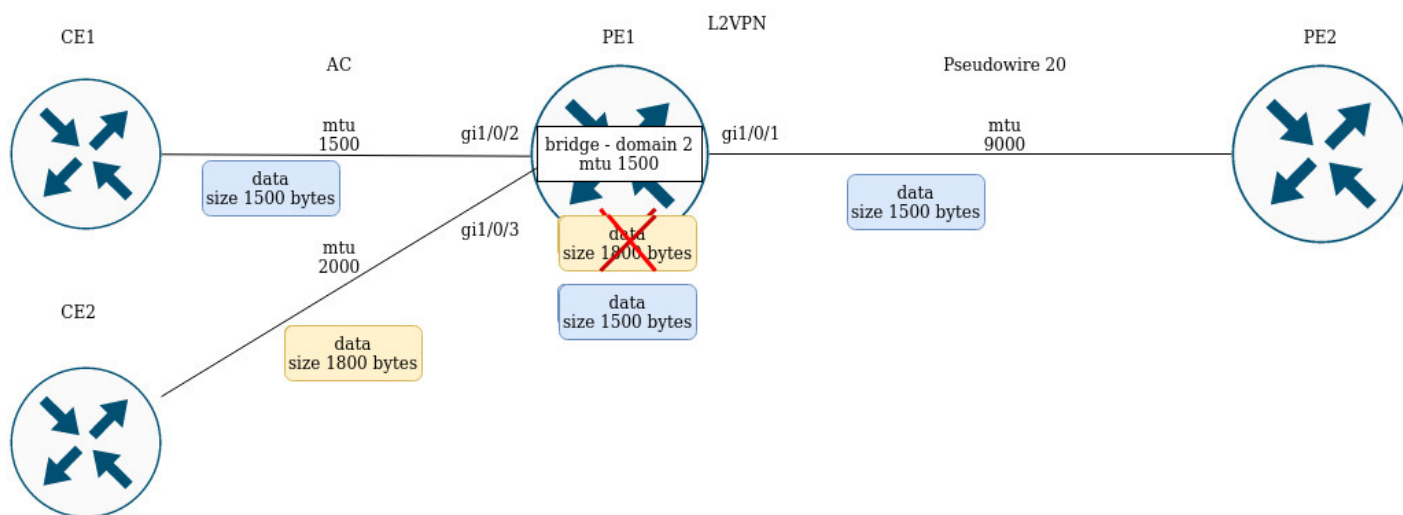 L2VPN
CE1
PE1
PE2
AC
Pseudowire 20
mtu
1500
gi1/0/2
gi1/0/1
mtu
9000
bridge - domain 2
mtu 1500
data
size 1500 bytes
data
size 1500 bytes
gi1/0/3
data
size 1800 bytes
mtu
2000
data
size 1500 bytes
CE2
data
size 1800 bytes